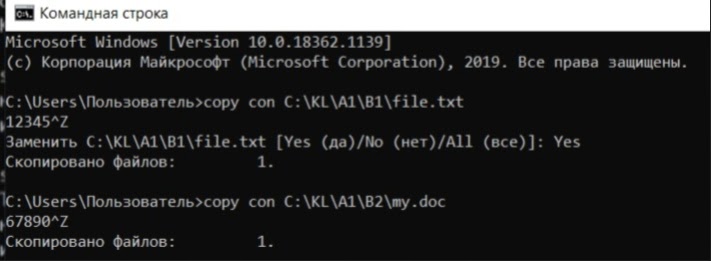 Командная строка
Microsoft Windows [Version 10.0.18362.1139]
(c) Корпорация Майкрософт (Microsoft Corporation), 2019. Все права защищены.
C:\Users\Пользователь>copy con C:\KL\A1\B1\file.txt
12345^Z
Заменить C:\KL\A1\B1\file.txt [Yes (да)/No (нет)/All (все)]: Yes
Скопировано файлов:         1.
C:\Users\Пользователь>copy con C:\KL\A1\B2\my.doc
67890^Z
Скопировано файлов:         1.